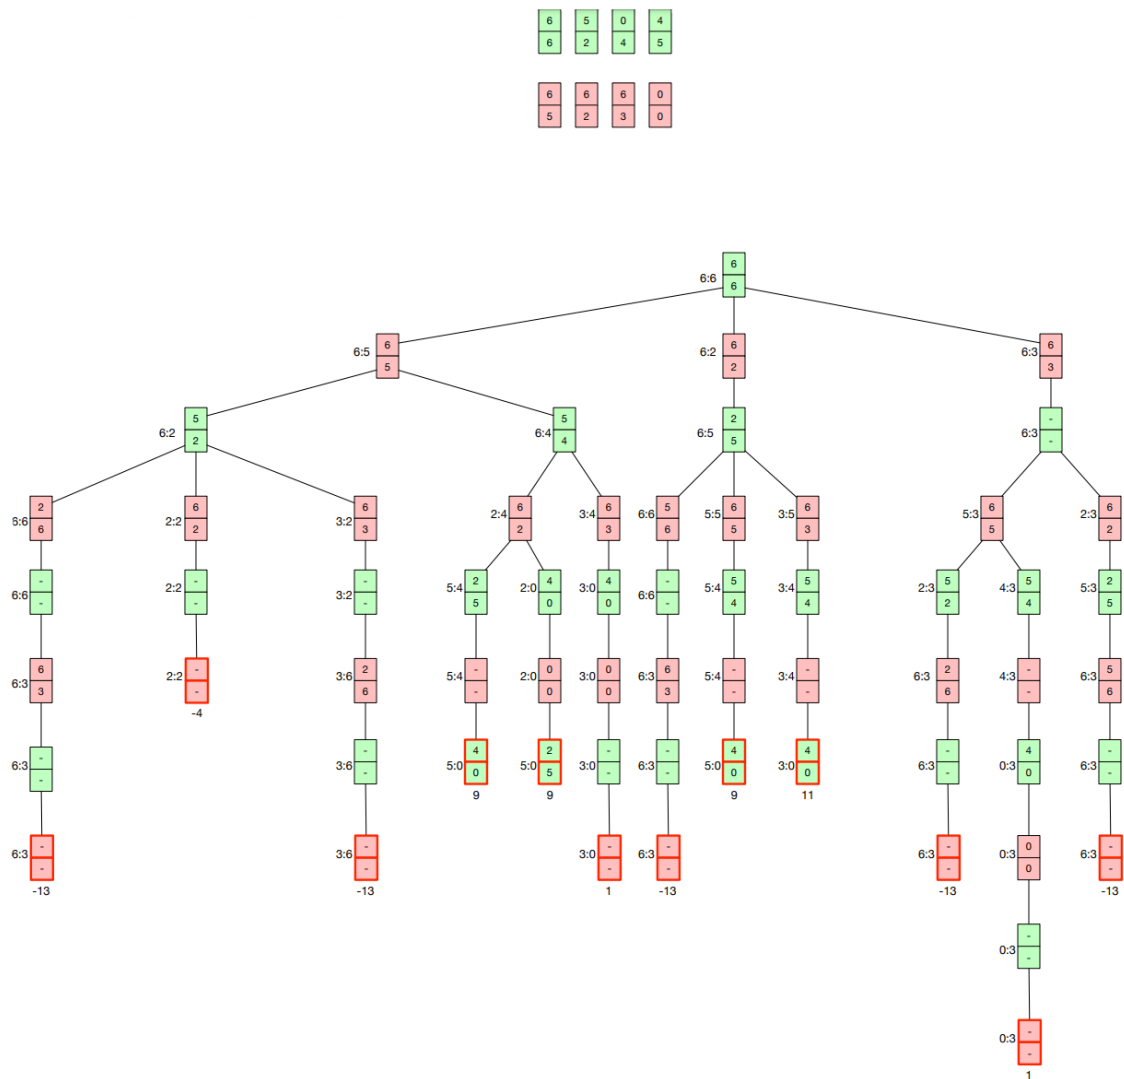 6 5 0 4
6 2 4 5
6 6 6 0
5 2 3 0
6
6:6
6
6 6 6
6:5 6:2 6:3
5 2 3
5 5 2 -
6:2 6:4 6:5 6:3
2 4 5 -
2 6 6 6 6 5 6 6 6 6
6:6 2:2 3:2 2:4 3:4 6:6 5:5 3:5 5:3 2:3
6 2 3 2 3 6 5 3 5 2
- - - 2 4 4 - 5 5 5 5 2
6:6 2:2 3:2 5:4 2:0 3:0 6:6 5:4 3:4 2:3 4:3 5:3
- - - 5 0 0 - 4 4 2 4 5
6 - 2 - 0 0 6 - - 2 - 5
6:3 2:2 3:6 5:4 2:0 3:0 6:3 5:4 3:4 6:3 4:3 6:3
3 - 6 - 0 0 3 - - 6 - 6
-4
- - 4 2 - - 4 4 - 4 -
6:3 3:6 5:0 5:0 3:0 6:3 5:0 3:0 6:3 0:3 6:3
- - 0 5 - - 0 0 - 0 -
9 9 9 11
- - - - - 0 -
6:3 3:6 3:0 6:3 6:3 0:3 6:3
- - - - - 0 -
-13 -13 1 -13 -13 -13
-
0:3
-
-
0:3
-
1